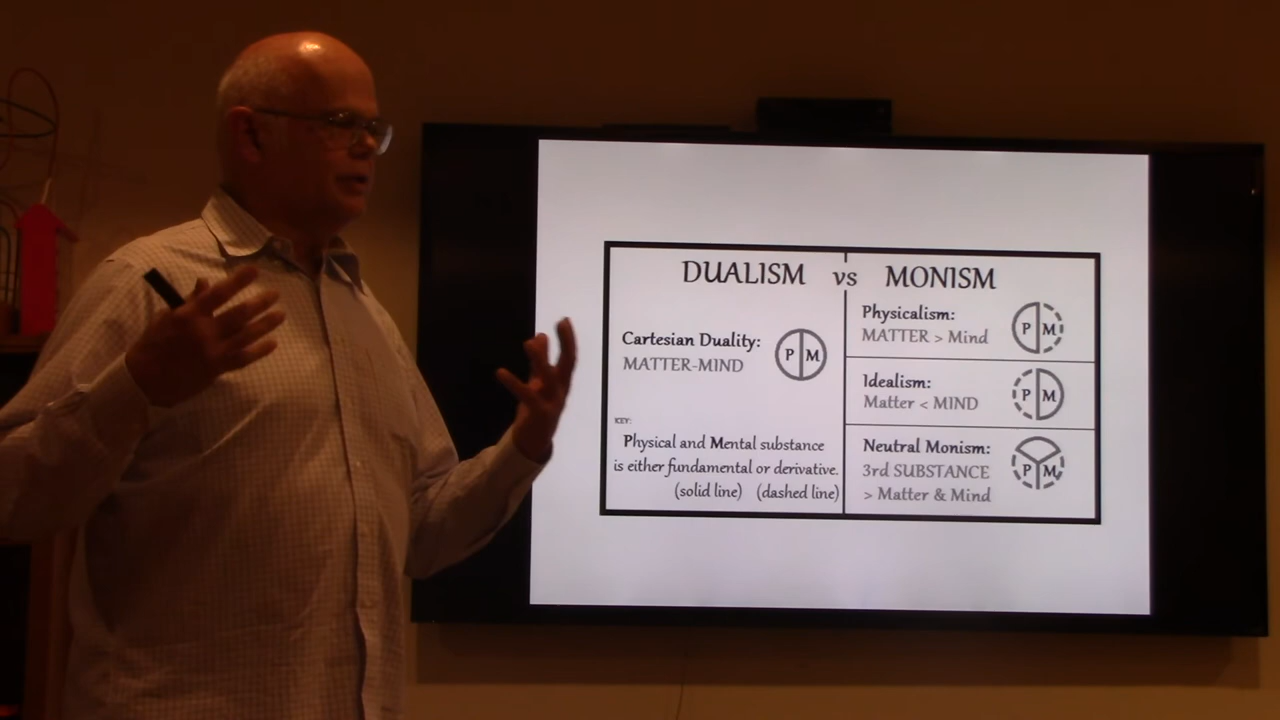 DUALISM vs MONISM
Cartesian Duality:
MATTER-MIND
P M
KEY:
Physical and Mental substance
is either fundamental or derivative.
(solid line) (dashed line)
Physicalism:
MATTER > Mind
P M
Idealism:
Matter < MIND
P M
Neutral Monism:
3rd SUBSTANCE
> Matter & Mind
P M